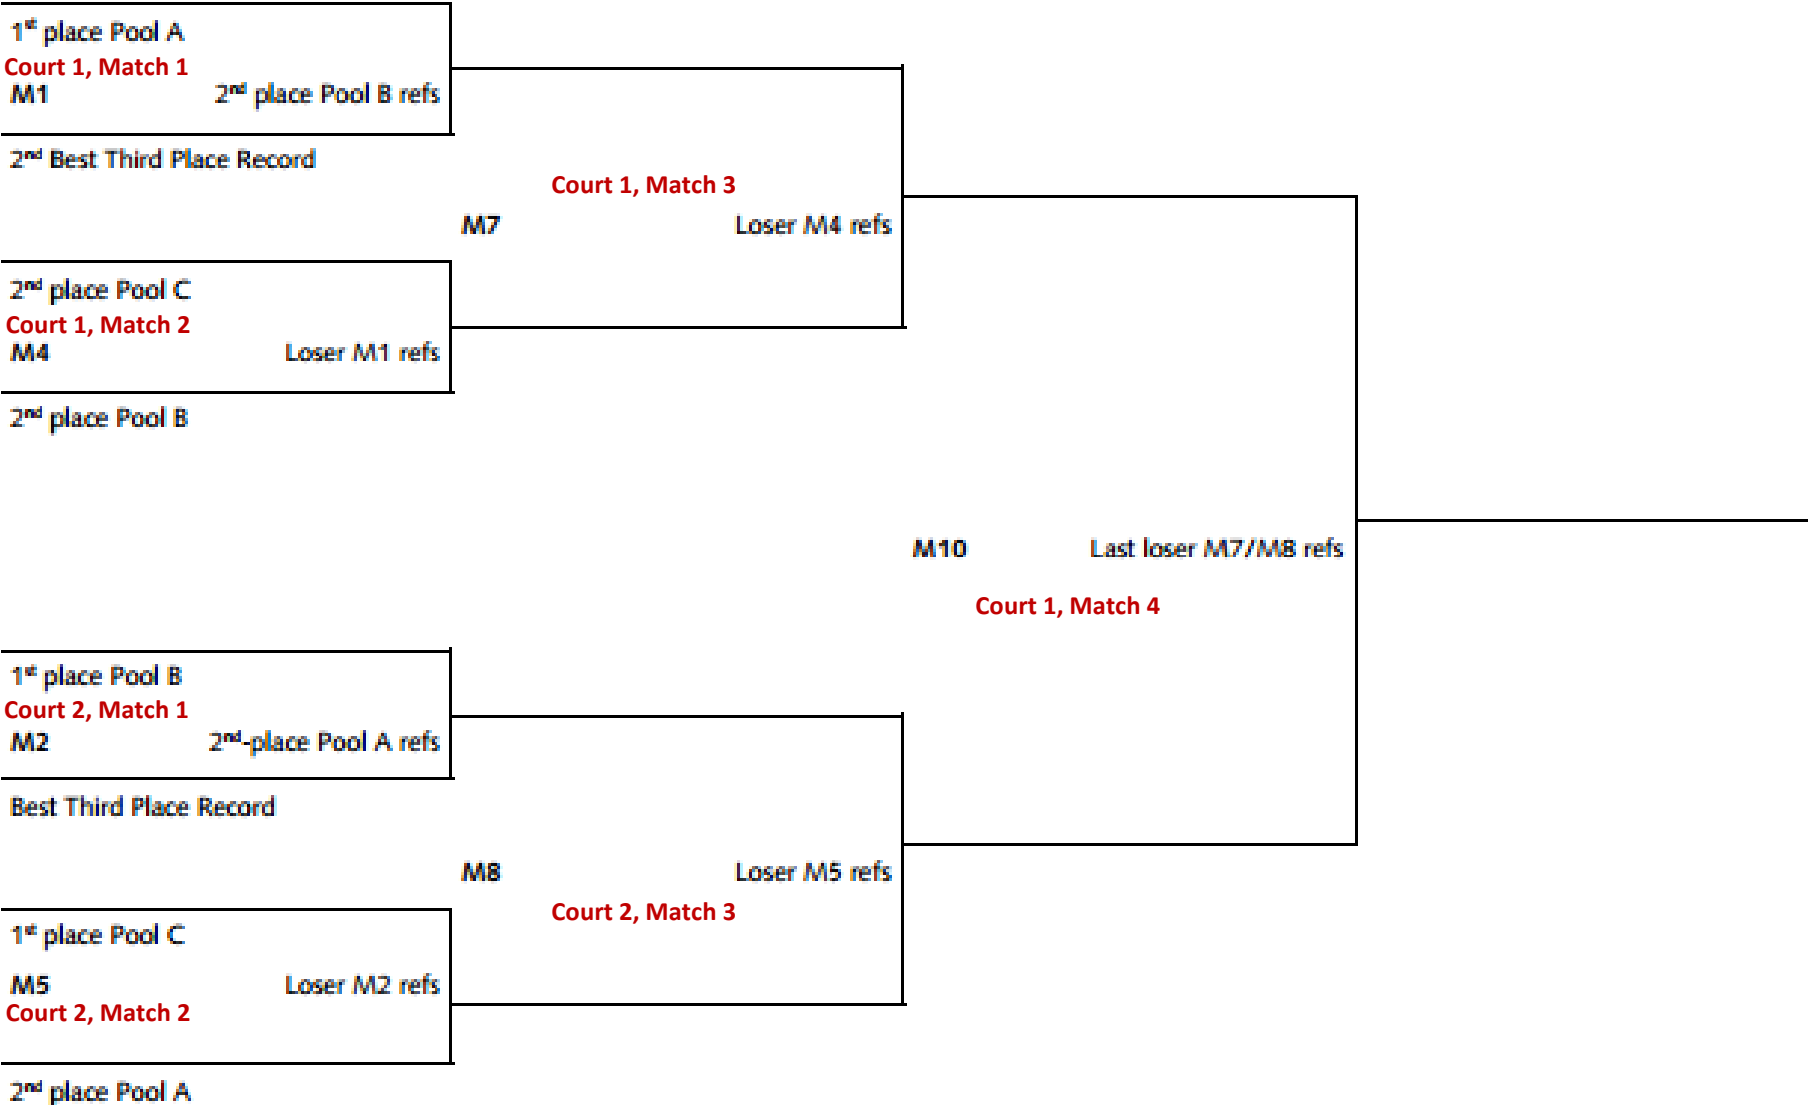 1st place Pool A
Court 1, Match 1
M1 2nd place Pool B refs
2nd Best Third Place Record
Court 1, Match 3
M7 Loser M4 refs
2nd place Pool C
Court 1, Match 2
M4 Loser M1 refs
2nd place Pool B
M10 Last loser M7/M8 refs
Court 1, Match 4
1st place Pool B
Court 2, Match 1
M2 2nd-place Pool A refs
Best Third Place Record
M8 Loser M5 refs
Court 2, Match 3
1st place Pool C
M5 Loser M2 refs
Court 2, Match 2
2nd place Pool A